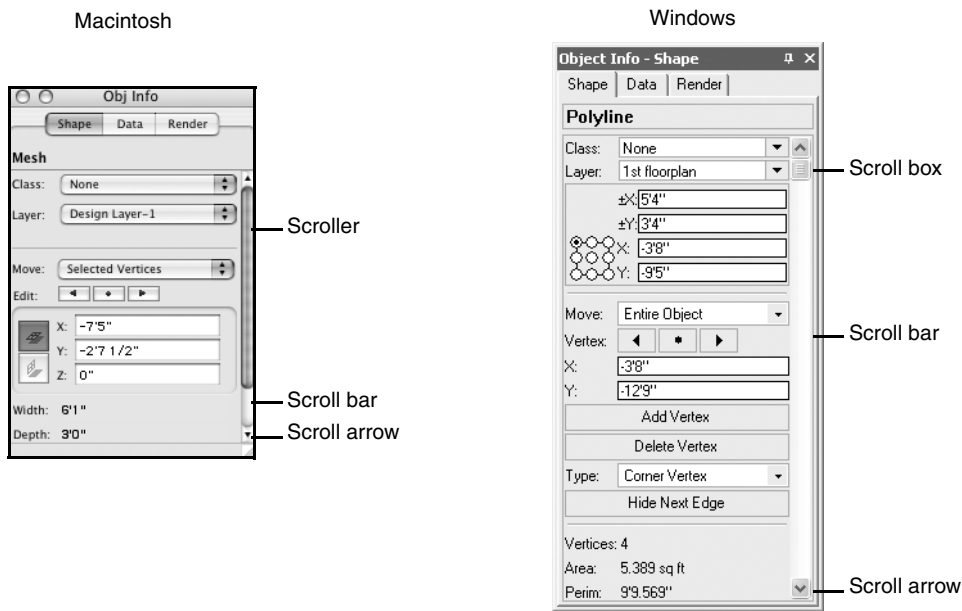 Macintosh
Windows
Obj Info
Shape Data Render
Mesh
Class: None
Layer: Design Layer-1
Move: Selected Vertices
Edit:
X: -7'5"
Y: -2'7 1/2"
Z: 0"
Width: 6'1"
Depth: 3'0"
Scroller
Scroll bar
Scroll arrow
Object Info - Shape
Shape Data Render
Polyline
Class: None
Layer: 1st floorplan
±X: 5'4"
±Y: 3'4"
X: -3'8"
Y: -9'5"
Move: Entire Object
Vertex:
X: -3'8"
Y: -12'9"
Add Vertex
Delete Vertex
Type: Corner Vertex
Hide Next Edge
Vertices: 4
Area: 5.389 sq ft
Perim: 9'9.569"
Scroll box
Scroll bar
Scroll arrow